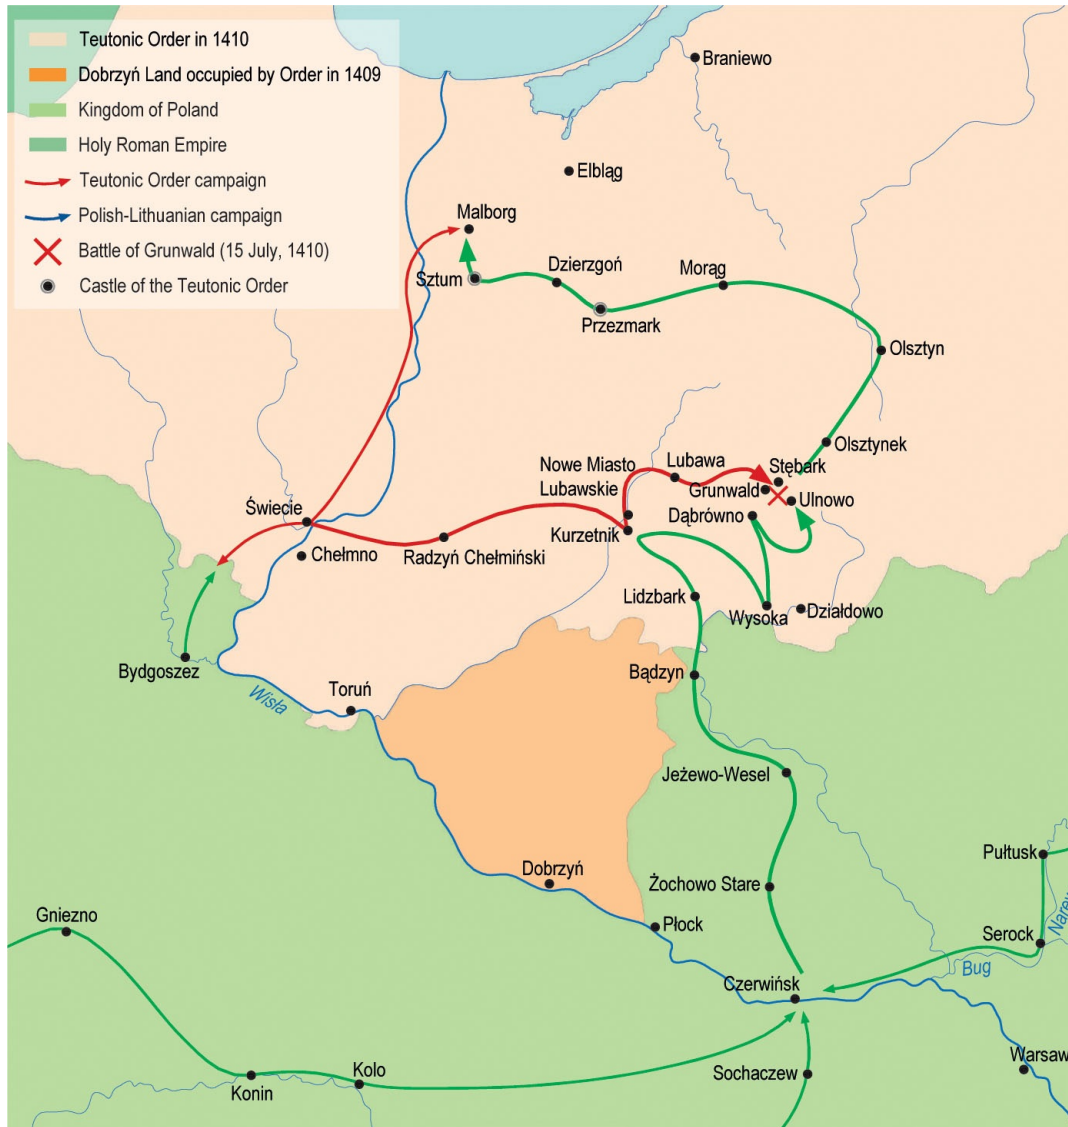 Teutonic Order in 1410
Dobrzyń Land occupied by Order in 1409
Kingdom of Poland
Holy Roman Empire
Teutonic Order campaign
Polish-Lithuanian campaign
Battle of Grunwald (15 July, 1410)
Castle of the Teutonic Order
Braniewo
Elbląg
Malborg
Sztum
Dzierzgoń
Morąg
Przezmark
Olsztyn
Olsztynek
Nowe Miasto
Lubawskie
Lubawa
Stębark
Grunwald
Ulnowo
Świecie
Dąbrówno
Kurzetnik
Radzyń Chełmiński
Chełmno
Lidzbark
Wysoka
Działdowo
Bydgoszez
Bądzyn
Toruń
Wisła
Jeżewo-Wesel
Pułtusk
Dobrzyń
Żochowo Stare
Gniezno
Płock
Narew
Serock
Bug
Czerwińsk
Warsaw
Kolo
Sochaczew
Konin